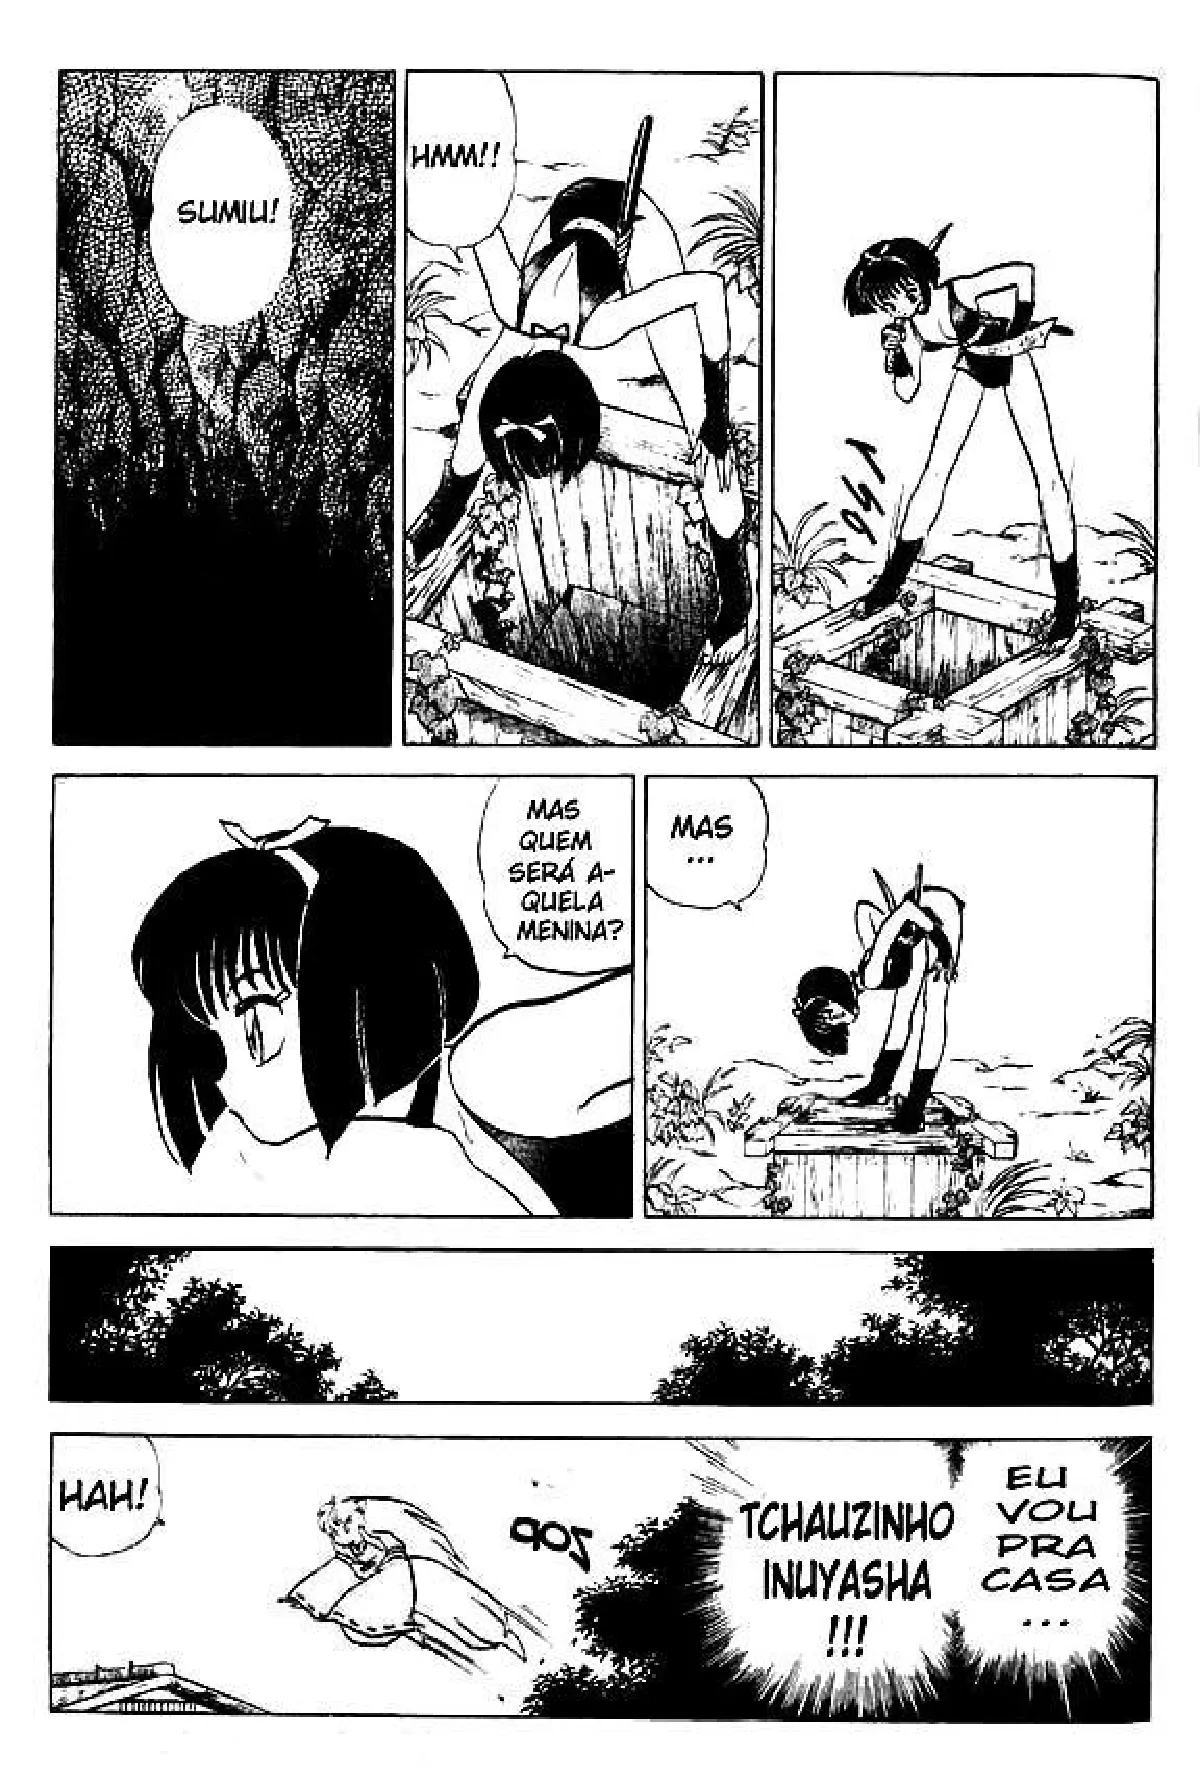 HMM!!
SUMIU!
MAS
...
MAS
QUEM
SERÁ A-
QUELA
MENINA?
EU
VOU
PRA
CASA
...
TCHAUZINHO
INUYASHA
!!!
HAH!